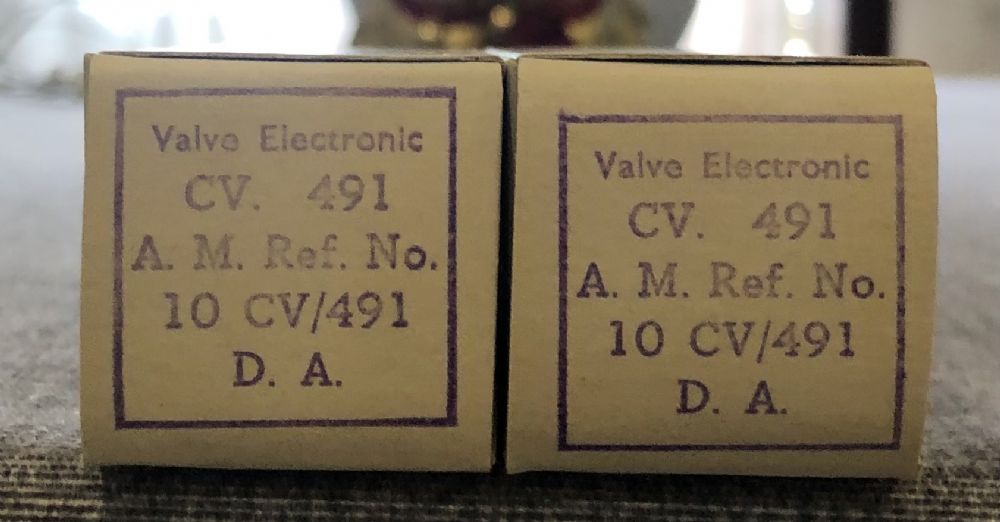 Valve Electronic
CV. 491
A. M. Ref. No.
10 CV/491
D. A.
Valve Electronic
CV. 491
A. M. Ref. No.
10 CV/491
D. A.